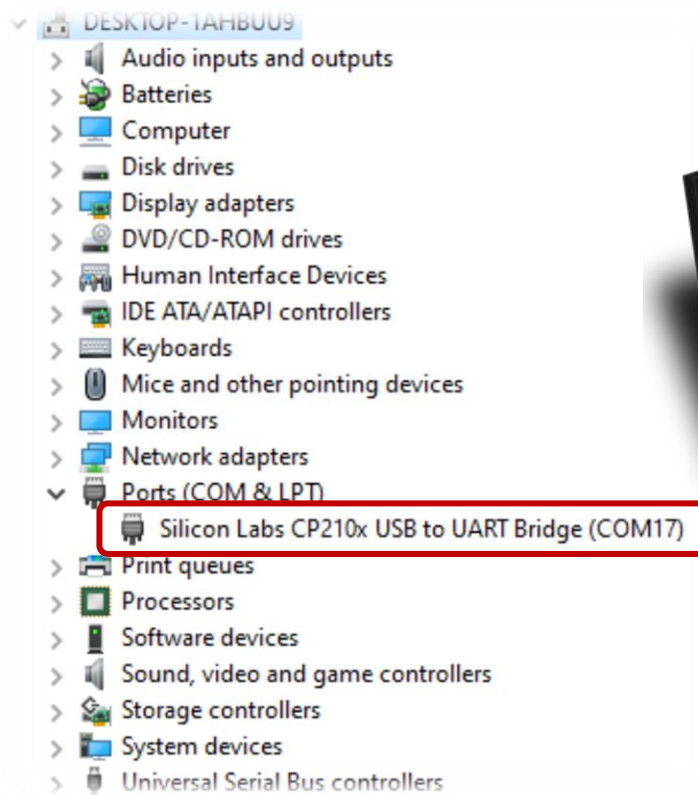 DESKTOP-1AHBUU9
Audio inputs and outputs
Batteries
Computer
Disk drives
Display adapters
DVD/CD-ROM drives
Human Interface Devices
IDE ATA/ATAPI controllers
Keyboards
Mice and other pointing devices
Monitors
Network adapters
Ports (COM & LPT)
Silicon Labs CP210x USB to UART Bridge (COM17)
Print queues
Processors
Software devices
Sound, video and game controllers
Storage controllers
System devices
Universal Serial Bus controllers